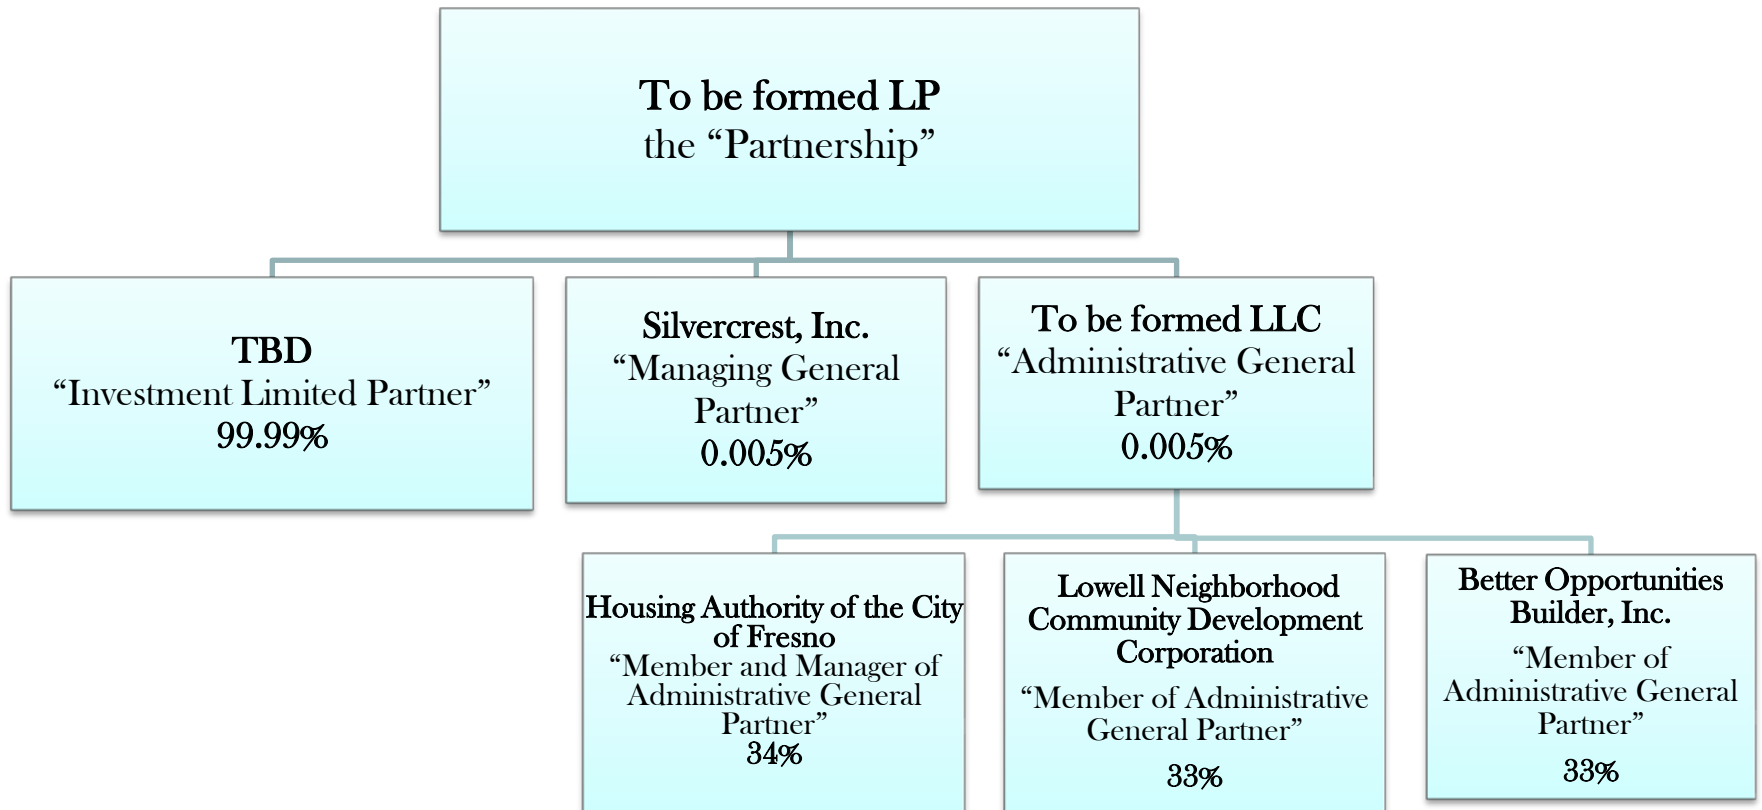 To be formed LP
the “Partnership”
TBD
“Investment Limited Partner”
99.99%
Silvercrest, Inc.
“Managing General
Partner”
0.005%
To be formed LLC
“Administrative General
Partner”
0.005%
Housing Authority of the City
of Fresno
“Member and Manager of
Administrative General
Partner”
34%
Lowell Neighborhood
Community Development
Corporation
“Member of Administrative
General Partner”
33%
Better Opportunities
Builder, Inc.
“Member of
Administrative General
Partner”
33%